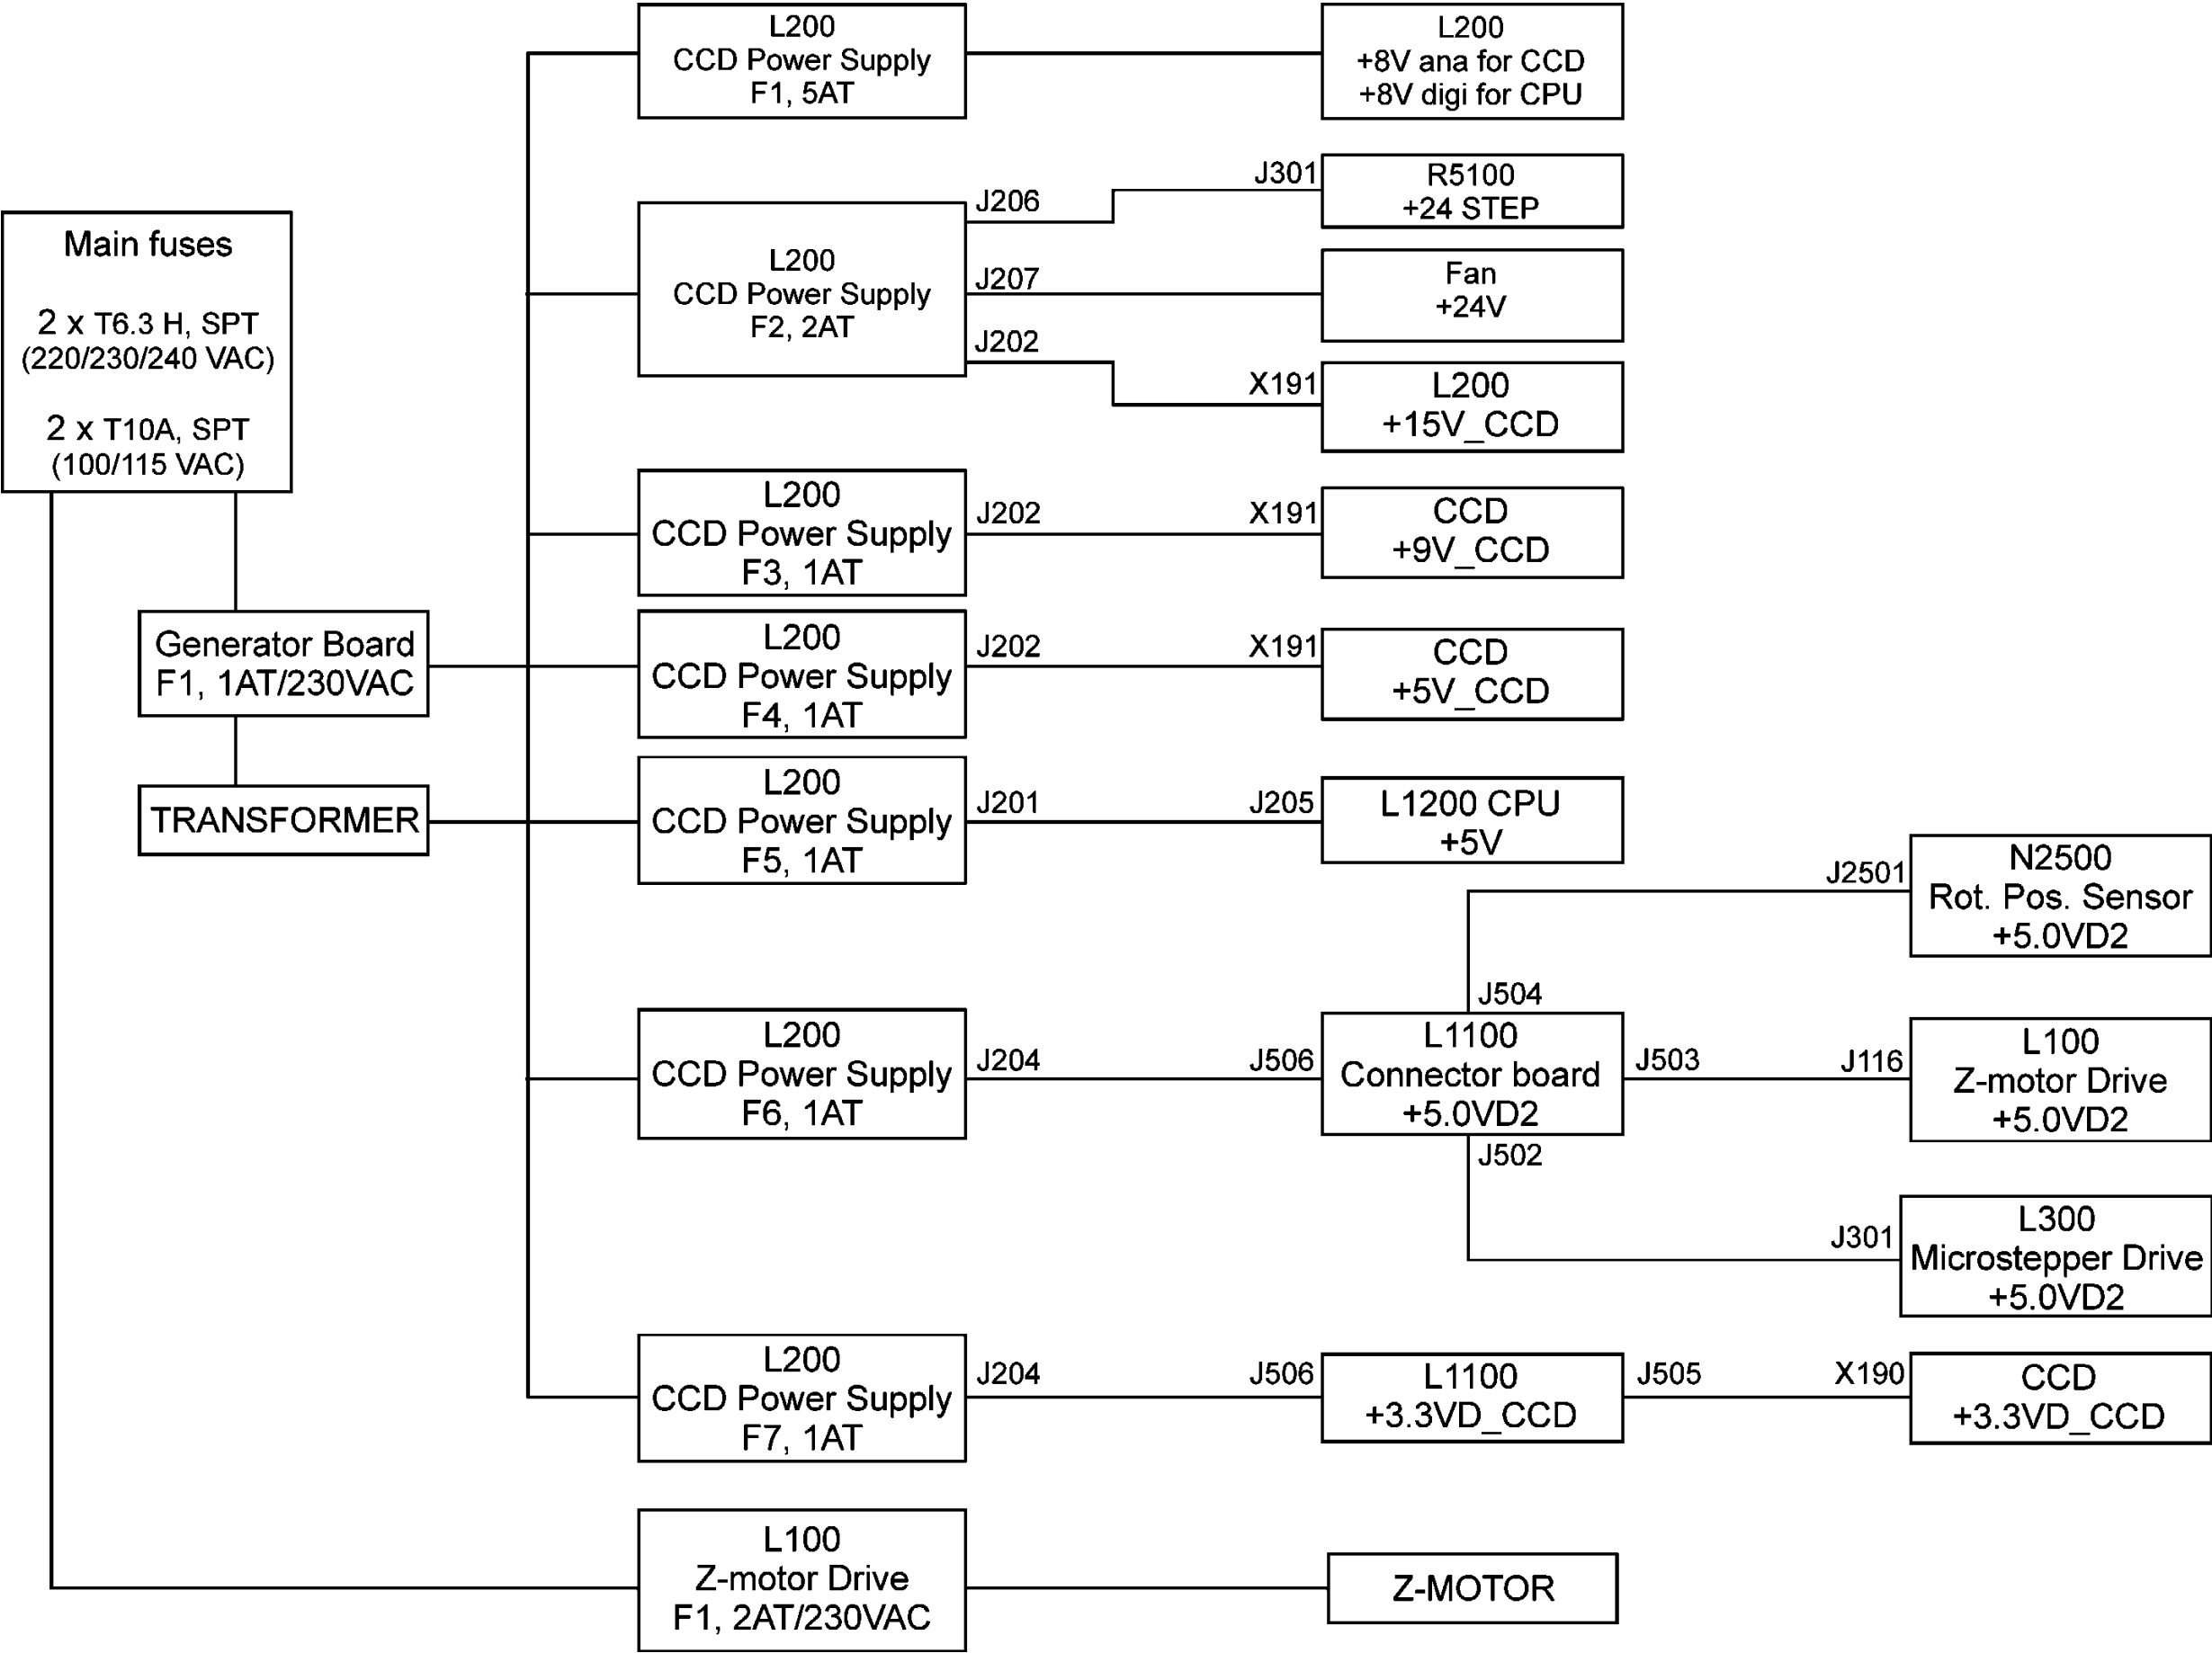 Main fuses
2 x T6.3 H, SPT
(220/230/240 VAC)
2 x T10A, SPT
(100/115 VAC)
Generator Board
F1, 1AT/230VAC
TRANSFORMER
L200
CCD Power Supply
F1, 5AT
L200
+8V ana for CCD
+8V digi for CPU
L200
CCD Power Supply
F2, 2AT
J206
J301
R5100
+24 STEP
J207
Fan
+24V
J202
X191
L200
+15V_CCD
L200
CCD Power Supply
F3, 1AT
J202
X191
CCD
+9V_CCD
L200
CCD Power Supply
F4, 1AT
J202
X191
CCD
+5V_CCD
L200
CCD Power Supply
F5, 1AT
J201
J205
L1200 CPU
+5V
L200
CCD Power Supply
F6, 1AT
J204
J506
L1100
Connector board
+5.0VD2
J504
J2501
N2500
Rot. Pos. Sensor
+5.0VD2
J503
J116
L100
Z-motor Drive
+5.0VD2
J502
J301
L300
Microstepper Drive
+5.0VD2
L200
CCD Power Supply
F7, 1AT
J204
J506
L1100
+3.3VD_CCD
J505
X190
CCD
+3.3VD_CCD
L100
Z-motor Drive
F1, 2AT/230VAC
Z-MOTOR